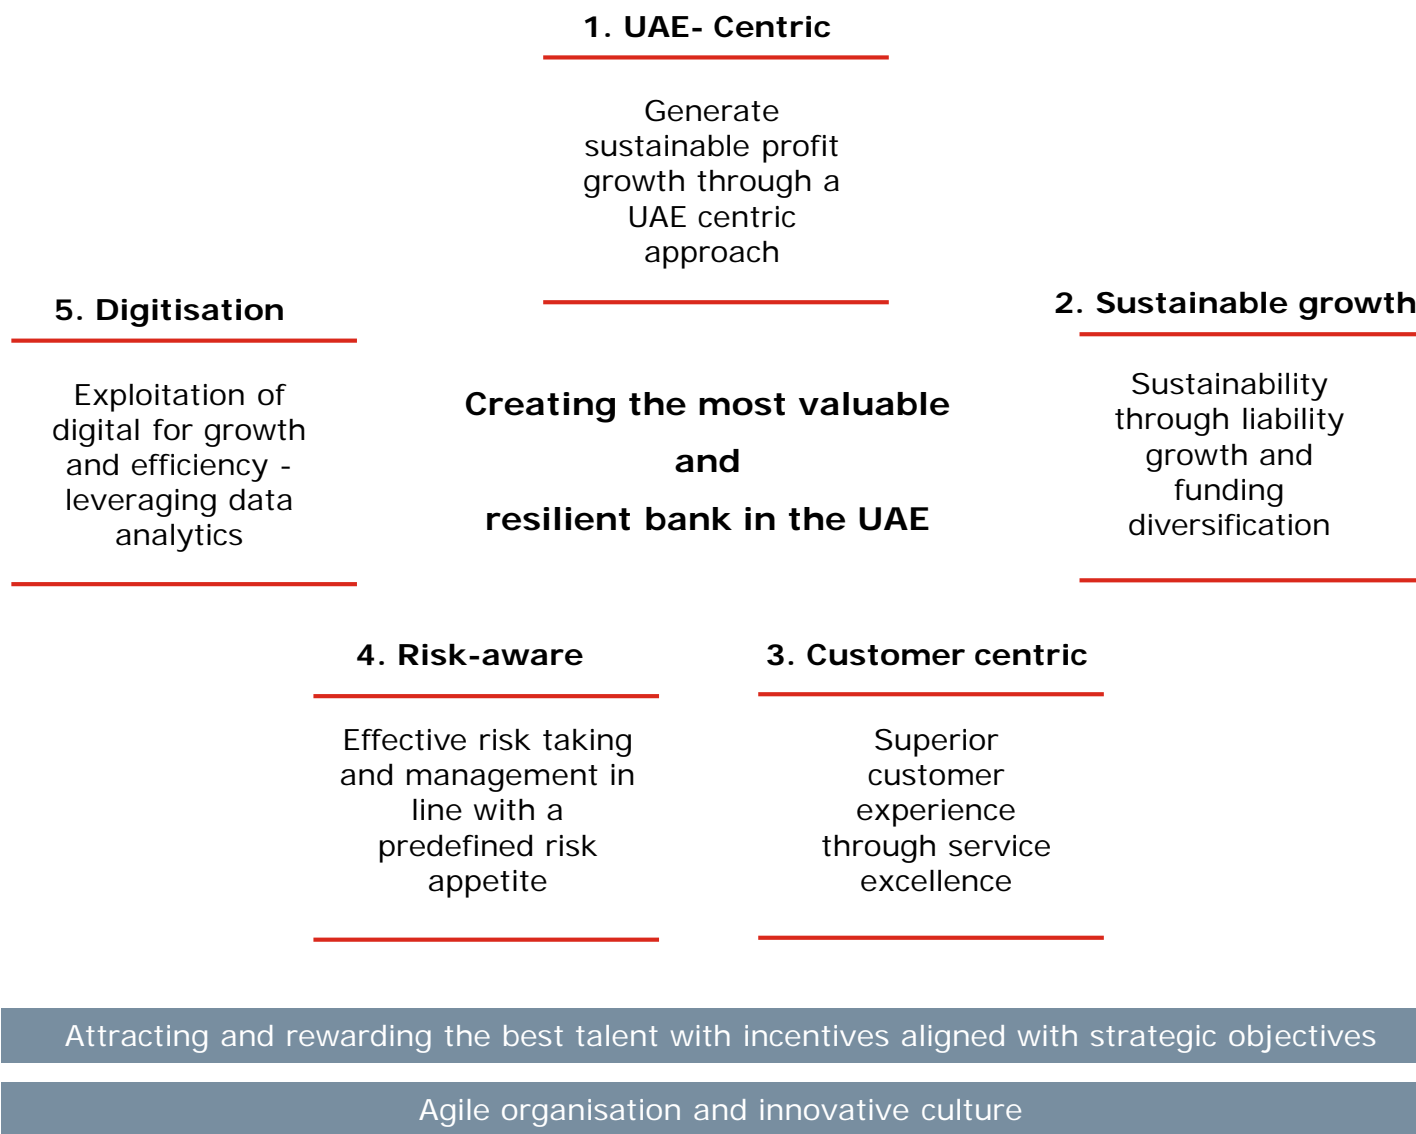 1. UAE- Centric
Generate
sustainable profit
growth through a
UAE centric
approach
5. Digitisation
Exploitation of
digital for growth
and efficiency -
leveraging data
analytics
Creating the most valuable
and
resilient bank in the UAE
2. Sustainable growth
Sustainability
through liability
growth and
funding
diversification
4. Risk-aware
Effective risk taking
and management in
line with a
predefined risk
appetite
3. Customer centric
Superior
customer
experience
through service
excellence
Attracting and rewarding the best talent with incentives aligned with strategic objectives
Agile organisation and innovative culture